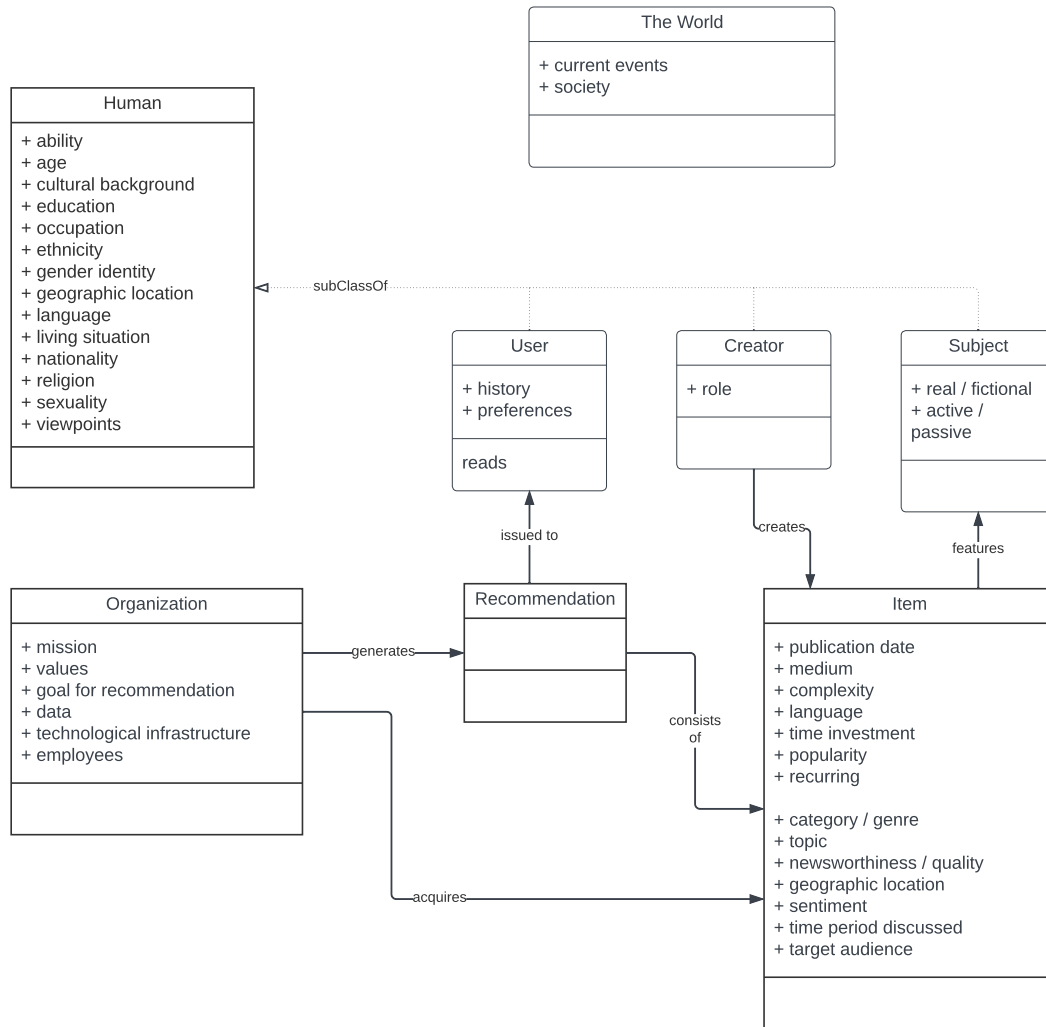 The World
+ current events
+ society
Human
+ ability
+ age
+ cultural background
+ education
+ occupation
+ ethnicity
+ gender identity
+ geographic location
+ language
+ living situation
+ nationality
+ religion
+ sexuality
+ viewpoints
subClassOf
User
+ history
+ preferences
reads
Creator
+ role
Subject
+ real / fictional
+ active /
passive
issued to
creates
features
Organization
+ mission
+ values
+ goal for recommendation
+ data
+ technological infrastructure
+ employees
generates
Recommendation
consists
of
acquires
Item
+ publication date
+ medium
+ complexity
+ language
+ time investment
+ popularity
+ recurring
+ category / genre
+ topic
+ newsworthiness / quality
+ geographic location
+ sentiment
+ time period discussed
+ target audience